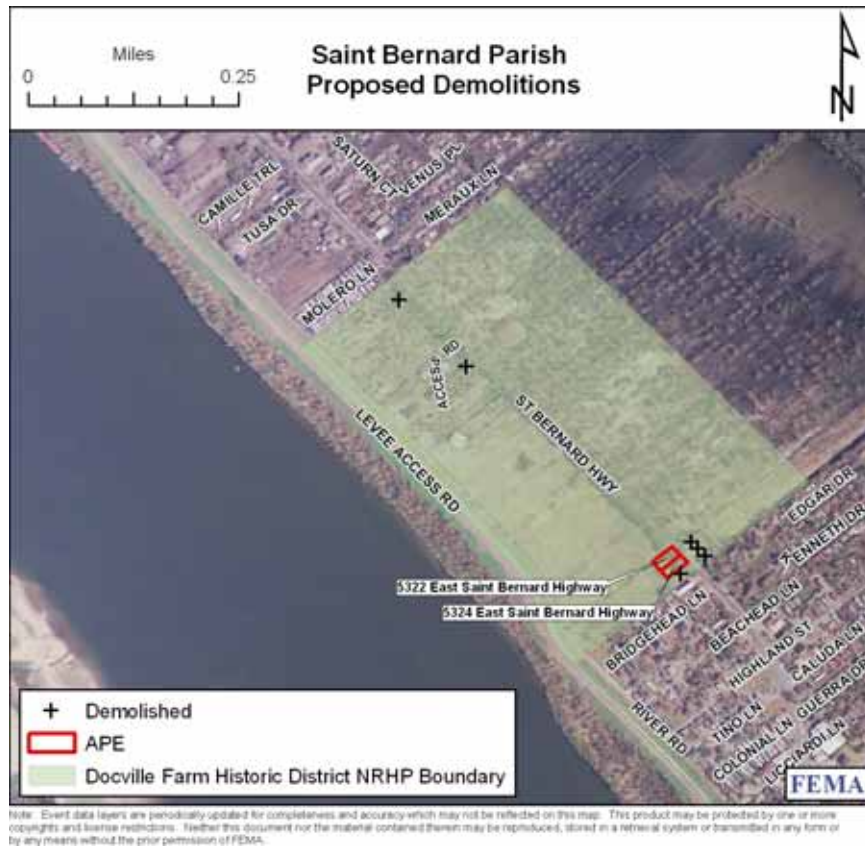 Miles
0 0.25
Saint Bernard Parish
Proposed Demolitions
N
SATURN CT
VENUS PL
CAMILLE TRL
TUSA DR
MERAUX LN
MOLERO LN
ACCESS RD
LEVEE ACCESS RD
ST BERNARD HWY
EDGAR DR
KENNETH DR
5322 East Saint Bernard Highway
5324 East Saint Bernard Highway
BRIDGEHEAD LN
BEACHEAD LN
HIGHLAND ST
CALUDA LN
GUERRA DR
RIVER RD
TINO LN
COLONIAL LN
LICCIARDI LN
Demolished
APE
Docville Farm Historic District NRHP Boundary
FEMA
Note: Event data layers are periodically updated for completeness and accuracy which may not be reflected on this map. This product may be protected by one or more
copyrights and license restrictions. Neither this document nor the material contained therein may be reproduced, stored in a retrieval system or transmitted in any form or
by any means without the prior permission of FEMA.